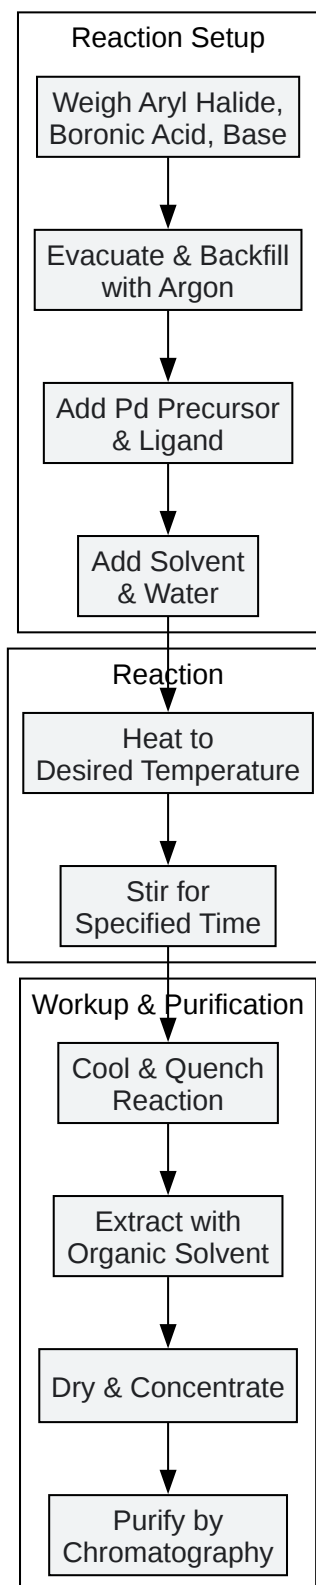 Reaction Setup
Weigh Aryl Halide,
Boronic Acid, Base
Evacuate & Backfill
with Argon
Add Pd Precursor
& Ligand
Add Solvent
& Water
Reaction
Heat to
Desired Temperature
Stir for
Specified Time
Workup & Purification
Cool & Quench
Reaction
Extract with
Organic Solvent
Dry & Concentrate
Purify by
Chromatography